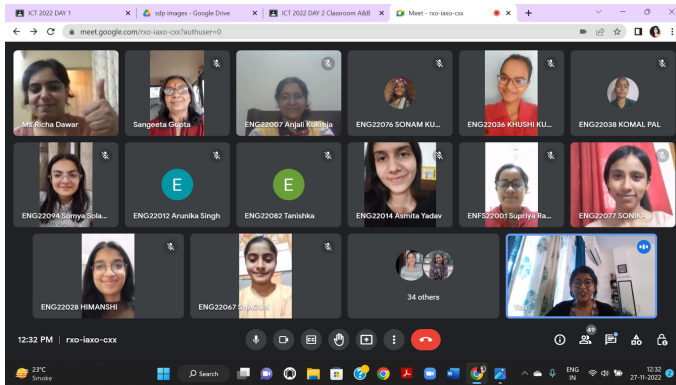 ICT 2022 DAY 1
sdp images - Google Drive
ICT 2022 DAY 2 Classroom A&B
Meet - rxo-iaxo-cxx
meet.google.com/rxo-iaxo-cxx?authuser=0
Ms.Richa Dawar
Sangeeta Gupta
ENG22007 Anjali Kukreja
ENG22076 SONAM KU...
ENG22036 KHUSHI KU...
ENG22038 KOMAL PAL
ENG22094 Somya Sola...
E
ENG22012 Arunika Singh
E
ENG22082 Tanishka
ENG22014 Asmita Yadav
ENFS22001 Supriya Ra...
ENG22077 SONIKA
ENG22028 HIMANSHI
ENG22067 SHAGUN
34 others
You
12:32 PM | rxo-iaxo-cxx
49
23°C
Smoke
Search
ENG
IN
12:32
27-11-2022